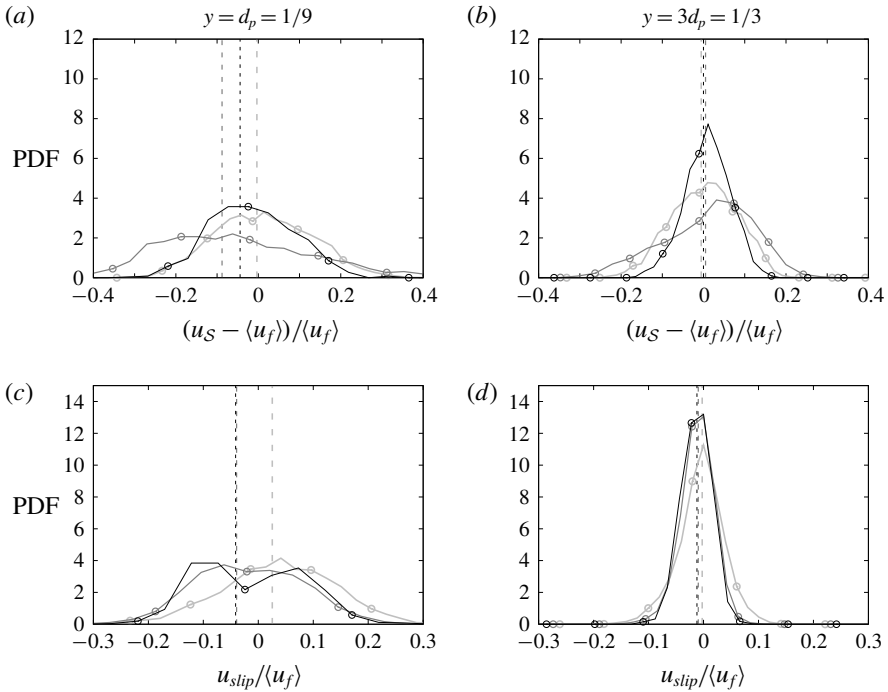 (a) y = d_p = 1/9
12
10
8
PDF 6
4
2
0
−0.4 −0.2 0 0.2 0.4
(u_S − ⟨u_f⟩)/⟨u_f⟩
(b) y = 3d_p = 1/3
12
10
8
6
4
2
0
−0.4 −0.2 0 0.2 0.4
(u_S − ⟨u_f⟩)/⟨u_f⟩
(c)
14
12
10
8
PDF
6
4
2
0
−0.3 −0.2 −0.1 0 0.1 0.2 0.3
u_slip/⟨u_f⟩
(d)
14
12
10
8
6
4
2
0
−0.3 −0.2 −0.1 0 0.1 0.2 0.3
u_slip/⟨u_f⟩